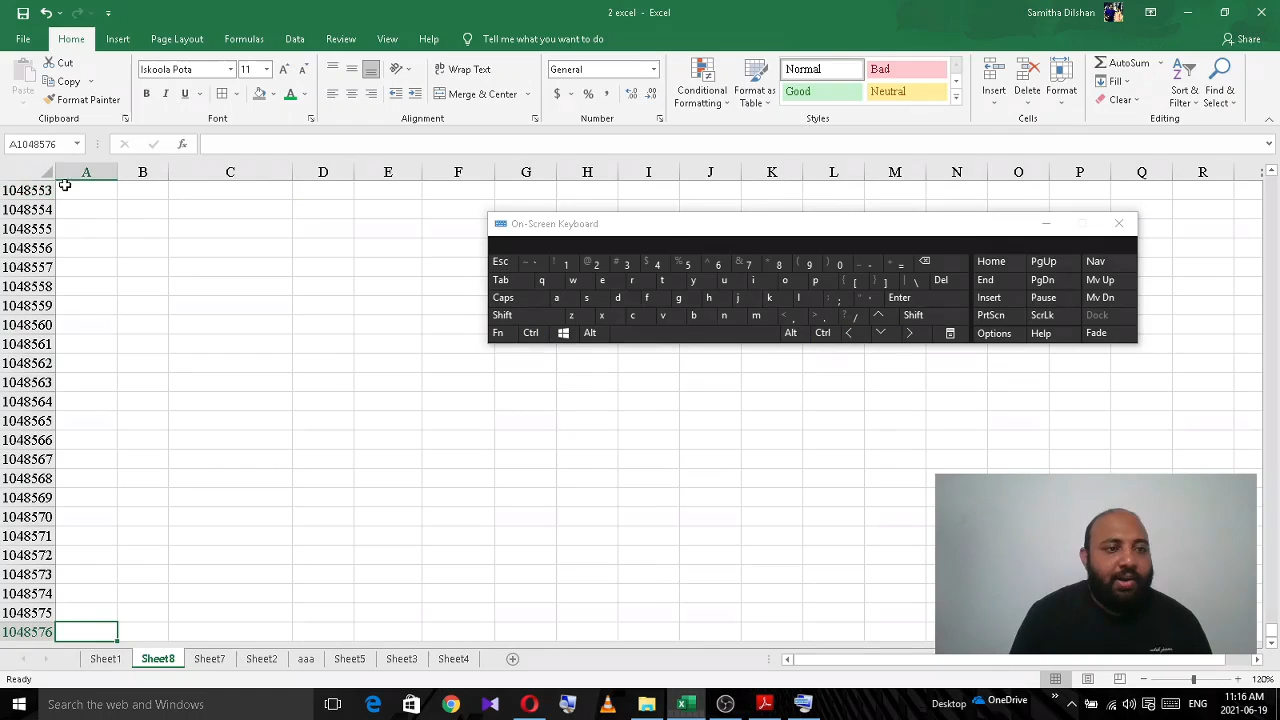 2 excel - Excel
Samitha Dilshan
File Home Insert Page Layout Formulas Data Review View Help Tell me what you want to do Share
Paste
Cut
Copy
Format Painter
Clipboard
Iskoola Pota 11
B I U A
Font
Wrap Text
Merge & Center
Alignment
General
$ % ,
Number
Conditional Formatting
Format as Table
Normal Bad
Good Neutral
Styles
Insert Delete Format
Cells
AutoSum
Fill
Clear
Sort & Filter
Find & Select
Editing
A1048576 fx
A B C D E F G H I J K L M N O P Q R
1048553
1048554
1048555
1048556
1048557
1048558
1048559
1048560
1048561
1048562
1048563
1048564
1048565
1048566
1048567
1048568
1048569
1048570
1048571
1048572
1048573
1048574
1048575
1048576
On-Screen Keyboard
Esc ~ ! 1 @ 2 # 3 $ 4 % 5 ^ 6 & 7 * 8 ( 9 ) 0 _ - + = Home PgUp Nav
Tab q w e r t y u i o p { [ } ] | \ Del End PgDn Mv Up
Caps a s d f g h j k l : ; " ' Enter Insert Pause Mv Dn
Shift z x c v b n m < , > . ? / Shift PrtScn ScrLk Dock
Fn Ctrl Alt Alt Ctrl Options Help Fade
Sheet1 Sheet8 Sheet7 Sheet2 aaa Sheet5 Sheet3 Sheet4
Ready
120%
Search the web and Windows
Desktop OneDrive ENG
11:16 AM
2021-06-19